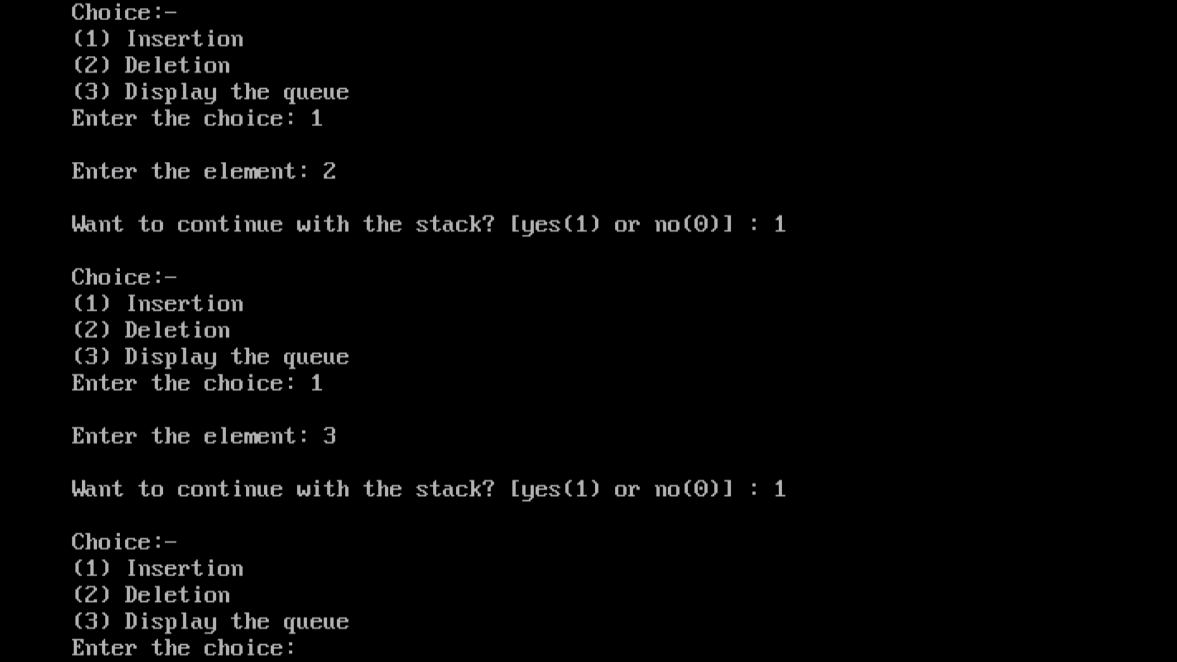 Choice:-
(1) Insertion
(2) Deletion
(3) Display the queue
Enter the choice: 1
Enter the element: 2
Want to continue with the stack? [yes(1) or no(0)] : 1
Choice:-
(1) Insertion
(2) Deletion
(3) Display the queue
Enter the choice: 1
Enter the element: 3
Want to continue with the stack? [yes(1) or no(0)] : 1
Choice:-
(1) Insertion
(2) Deletion
(3) Display the queue
Enter the choice: